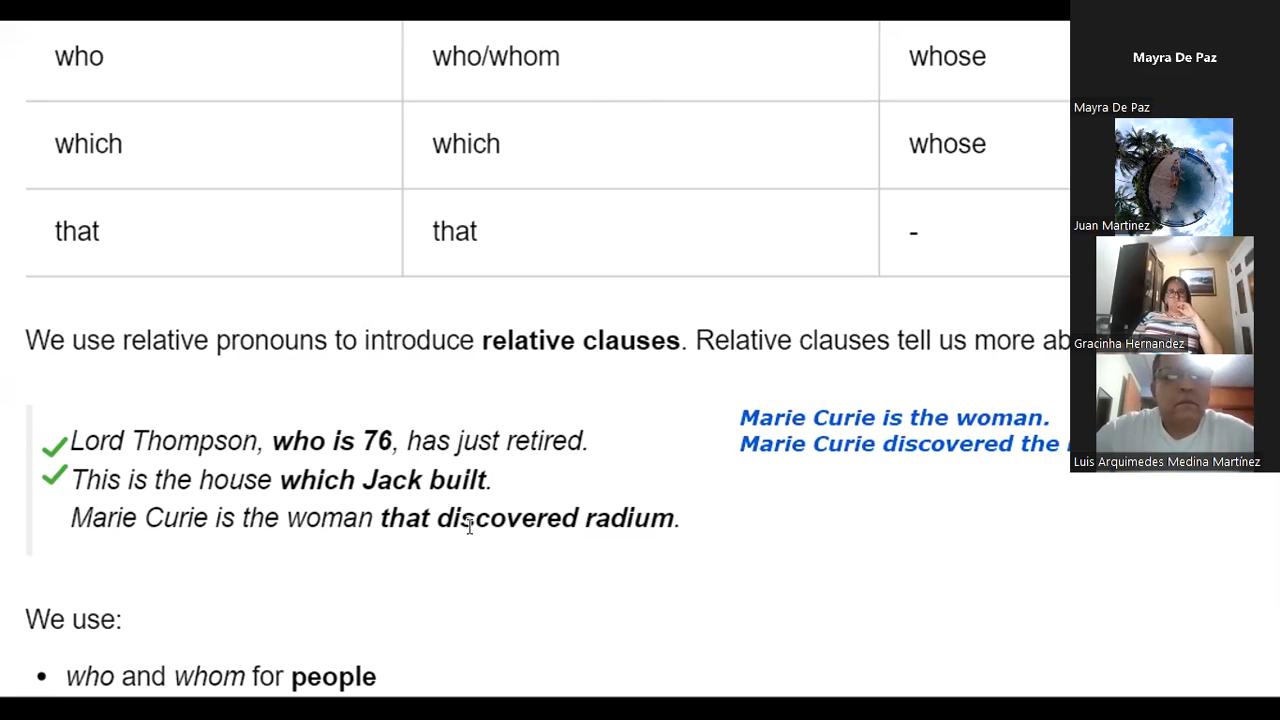 who who/whom whose
which which whose
that that -
We use relative pronouns to introduce relative clauses. Relative clauses tell us more
Marie Curie is the woman.
Marie Curie discovered the
Lord Thompson, who is 76, has just retired.
This is the house which Jack built.
Marie Curie is the woman that discovered radium.
We use:
• who and whom for people
Mayra De Paz
Mayra De Paz
Juan Martinez
Gracinha Hernandez
Luis Arquimedes Medina Martínez